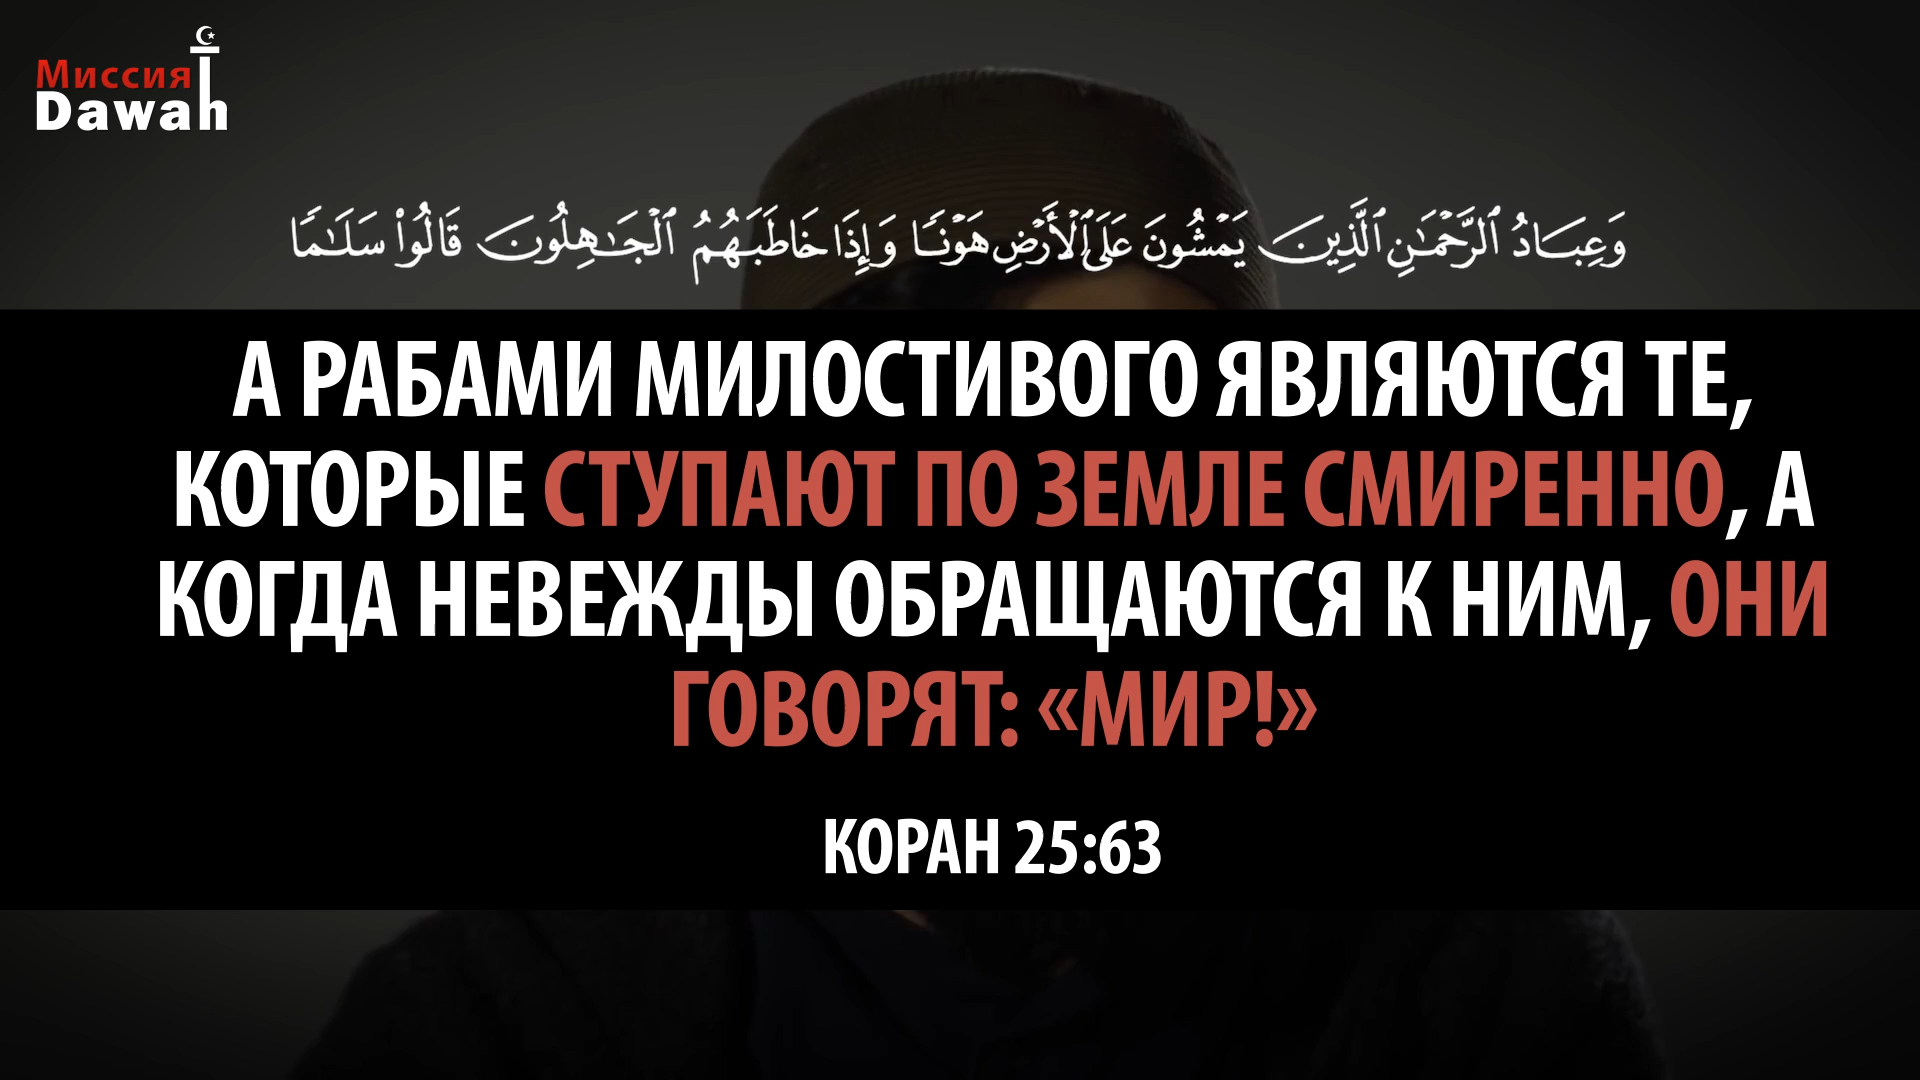 Миссия
Dawah
وَعِبَادُ ٱلرَّحْمَـٰنِ ٱلَّذِينَ يَمْشُونَ عَلَى ٱلْأَرْضِ هَوْنًا وَإِذَا خَاطَبَهُمُ ٱلْجَـٰهِلُونَ قَالُوا۟ سَلَـٰمًا
А РАБАМИ МИЛОСТИВОГО ЯВЛЯЮТСЯ ТЕ,
КОТОРЫЕ СТУПАЮТ ПО ЗЕМЛЕ СМИРЕННО, А
КОГДА НЕВЕЖДЫ ОБРАЩАЮТСЯ К НИМ, ОНИ
ГОВОРЯТ: «МИР!»
КОРАН 25:63